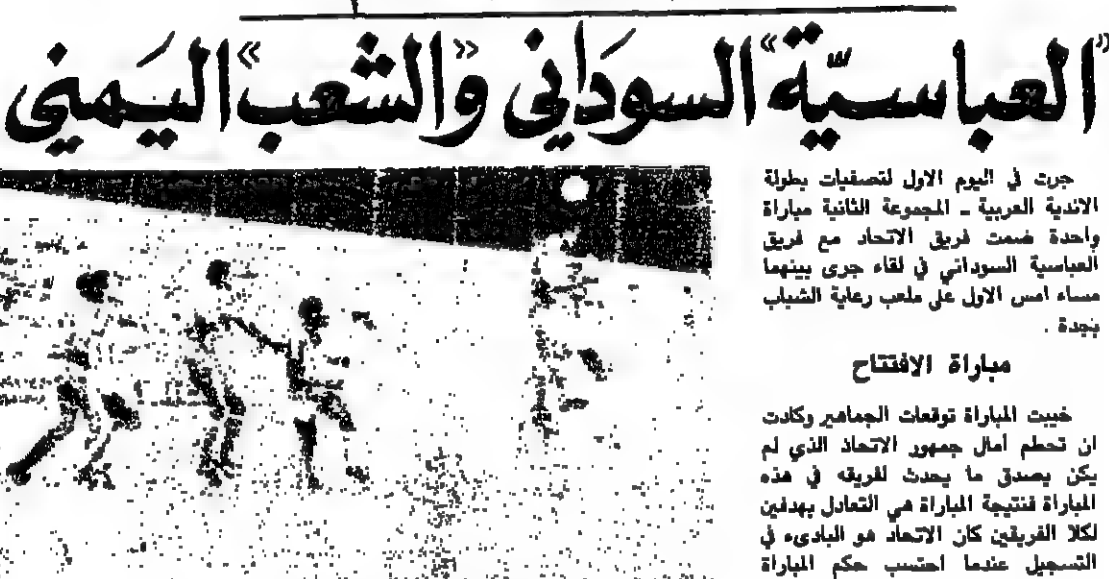 «العباسيّة» السوداني و«الشعب» اليمني
جرت في اليوم الاول لتصفيات بطولة
الاندية العربية ـ المجموعة الثانية مباراة
واحدة ضمت فريق الاتحاد مع فريق
العباسية السوداني في لقاء جرى بينهما
مساء امس الاول على ملعب رعاية الشباب
بجدة .
مباراة الافتتاح
خيبت المباراة توقعات الجماهير وكادت
ان تحطم أمال جمهور الاتحاد الذي لم
يكن يصدق ما يحدث لفريقه في هذه
المباراة فنتيجة المباراة هي التعادل بهدفين
لكلا الفريقين كان الاتحاد هو البادىء في
التسجيل عندما احتسب حكم المباراة